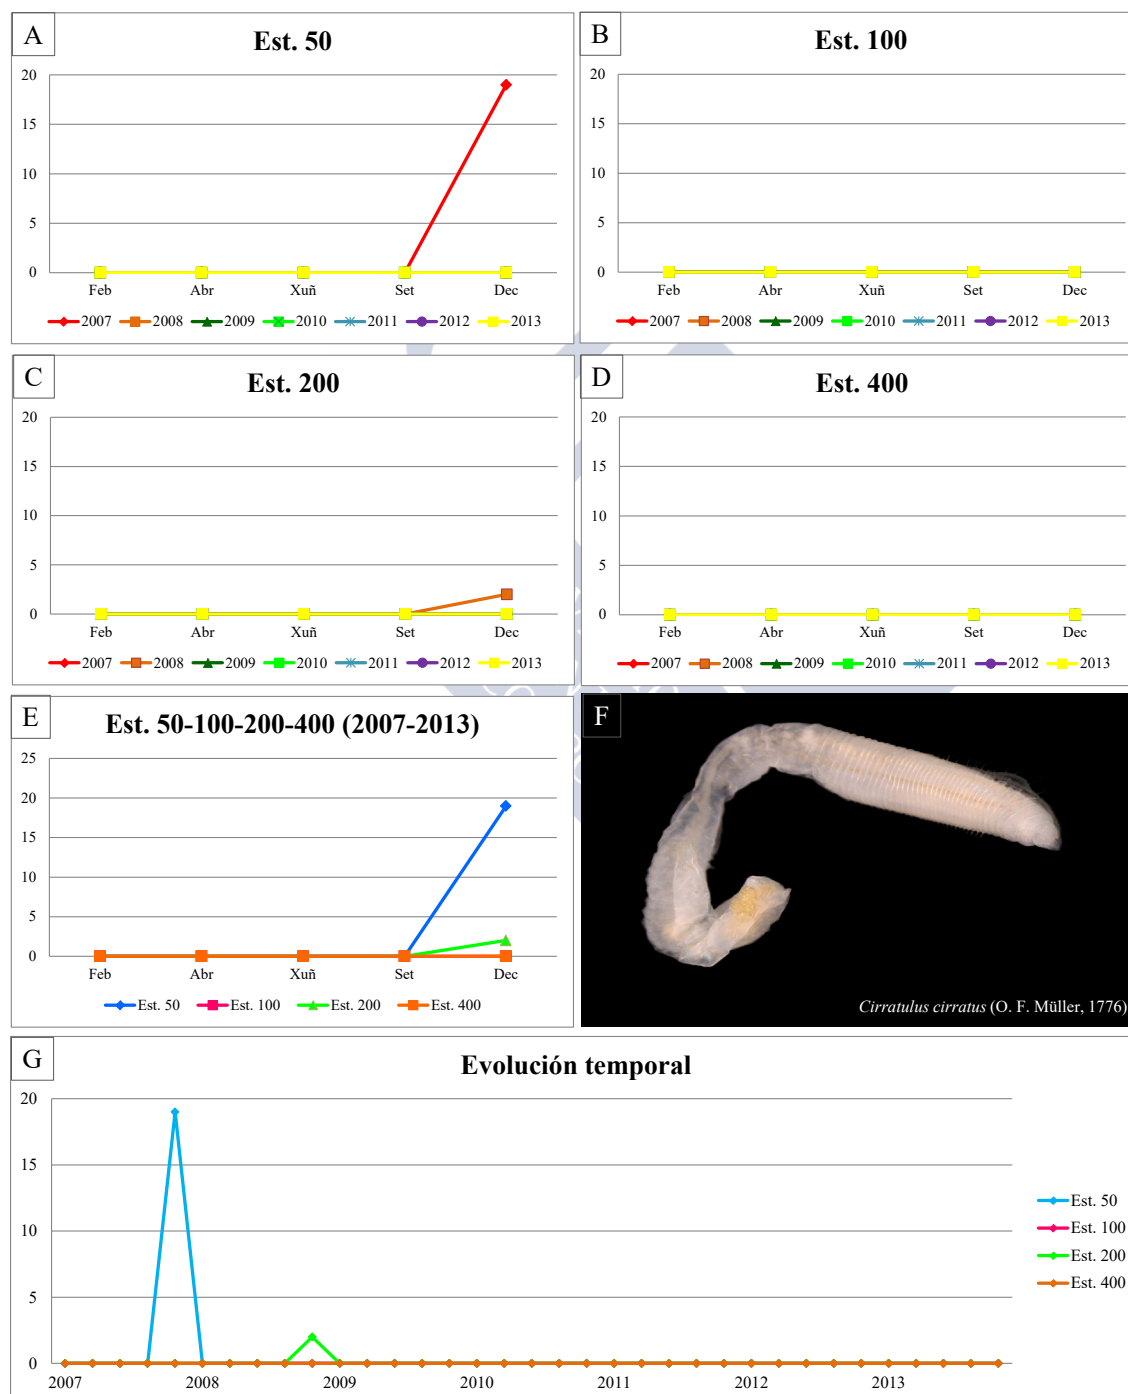 A
Est. 50
20
15
10
5
0
Feb Abr Xuñ Set Dec
2007 2008 2009 2010 2011 2012 2013
B
Est. 100
20
15
10
5
0
Feb Abr Xuñ Set Dec
2007 2008 2009 2010 2011 2012 2013
C
Est. 200
20
15
10
5
0
Feb Abr Xuñ Set Dec
2007 2008 2009 2010 2011 2012 2013
D
Est. 400
20
15
10
5
0
Feb Abr Xuñ Set Dec
2007 2008 2009 2010 2011 2012 2013
E
Est. 50-100-200-400 (2007-2013)
25
20
15
10
5
0
Feb Abr Xuñ Set Dec
Est. 50 Est. 100 Est. 200 Est. 400
F
Cirratulus cirratus (O. F. Müller, 1776)
G
Evolución temporal
20
15
10
5
0
2007 2008 2009 2010 2011 2012 2013
Est. 50
Est. 100
Est. 200
Est. 400